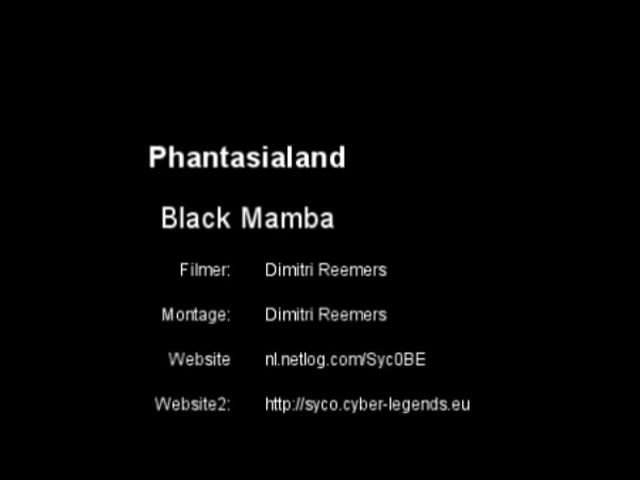 Phantasialand
Black Mamba
Filmer: Dimitri Reemers
Montage: Dimitri Reemers
Website nl.netlog.com/Syc0BE
Website2: http://syco.cyber-legends.eu